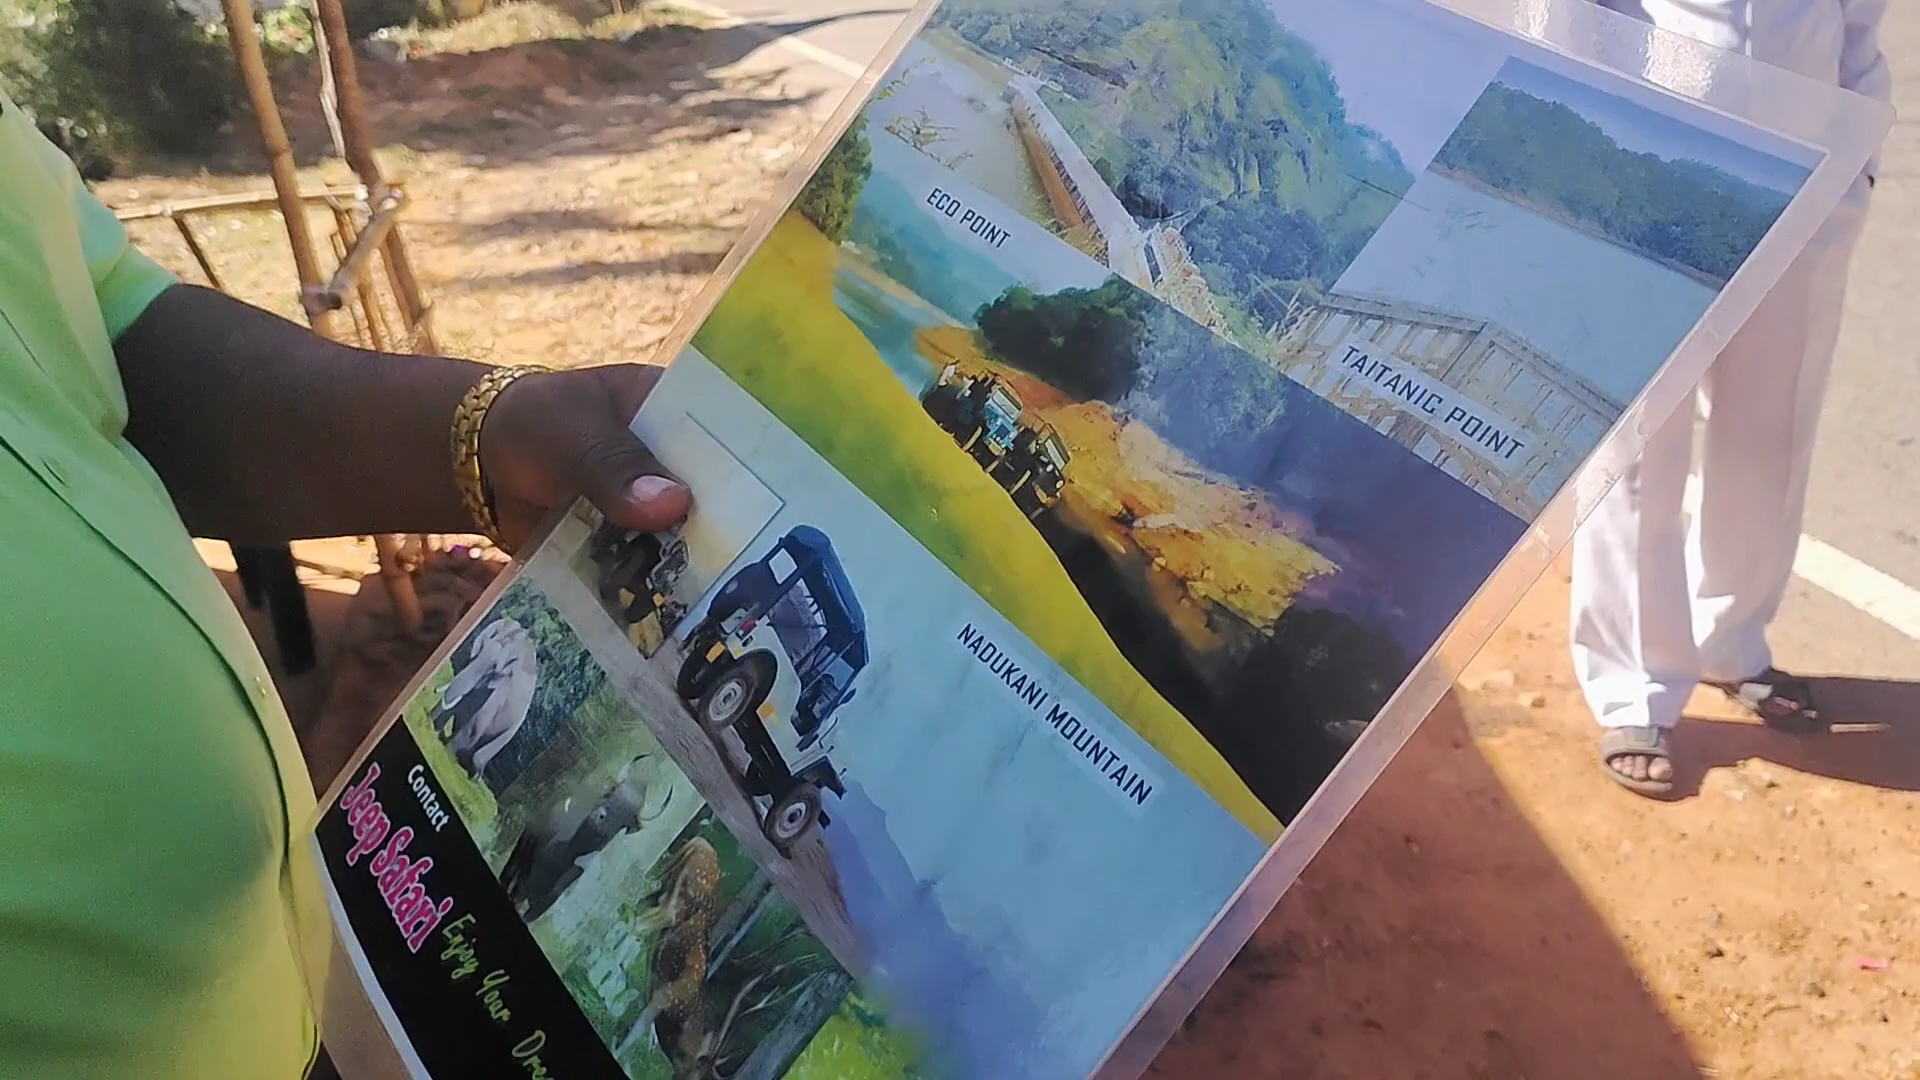 ECO POINT
TAITANIC POINT
NADUKANI MOUNTAIN
Contact
Jeep Safari
Enjoy Your